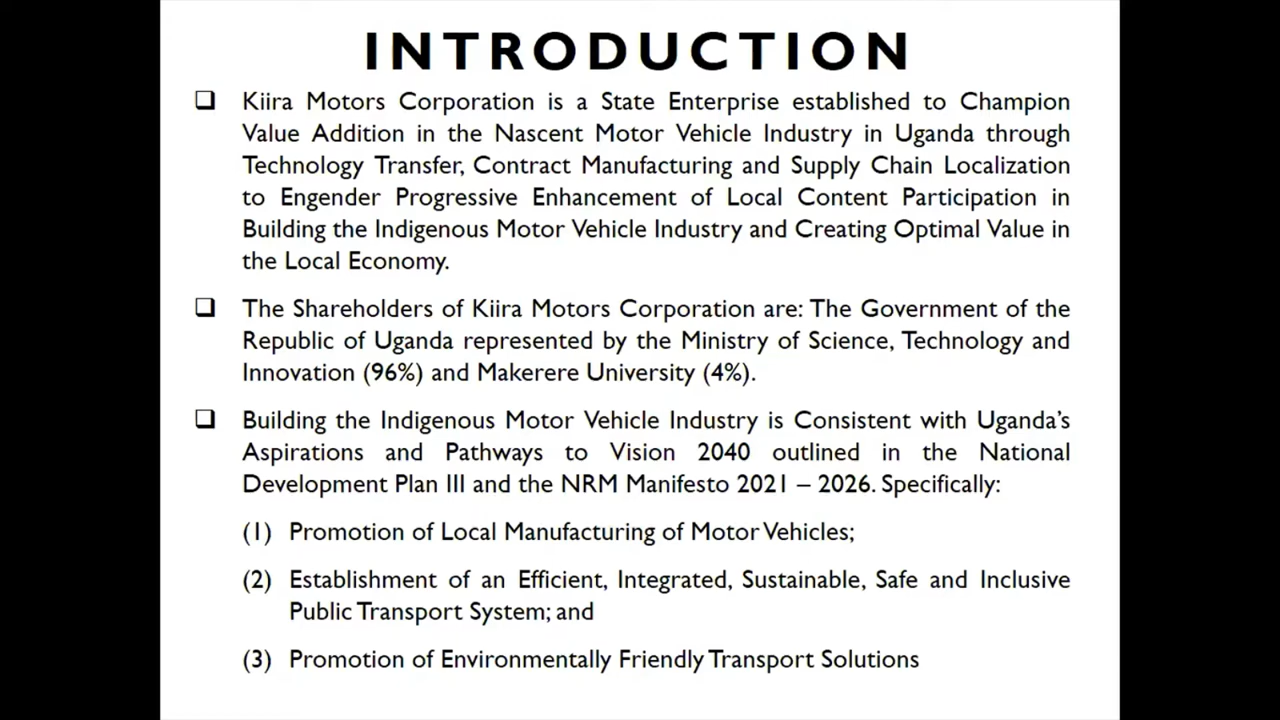 INTRODUCTION
❑ Kiira Motors Corporation is a State Enterprise established to Champion
Value Addition in the Nascent Motor Vehicle Industry in Uganda through
Technology Transfer, Contract Manufacturing and Supply Chain Localization
to Engender Progressive Enhancement of Local Content Participation in
Building the Indigenous Motor Vehicle Industry and Creating Optimal Value in
the Local Economy.
❑ The Shareholders of Kiira Motors Corporation are: The Government of the
Republic of Uganda represented by the Ministry of Science, Technology and
Innovation (96%) and Makerere University (4%).
❑ Building the Indigenous Motor Vehicle Industry is Consistent with Uganda’s
Aspirations and Pathways to Vision 2040 outlined in the National
Development Plan III and the NRM Manifesto 2021 – 2026. Specifically:
(1) Promotion of Local Manufacturing of Motor Vehicles;
(2) Establishment of an Efficient, Integrated, Sustainable, Safe and Inclusive
Public Transport System; and
(3) Promotion of Environmentally Friendly Transport Solutions